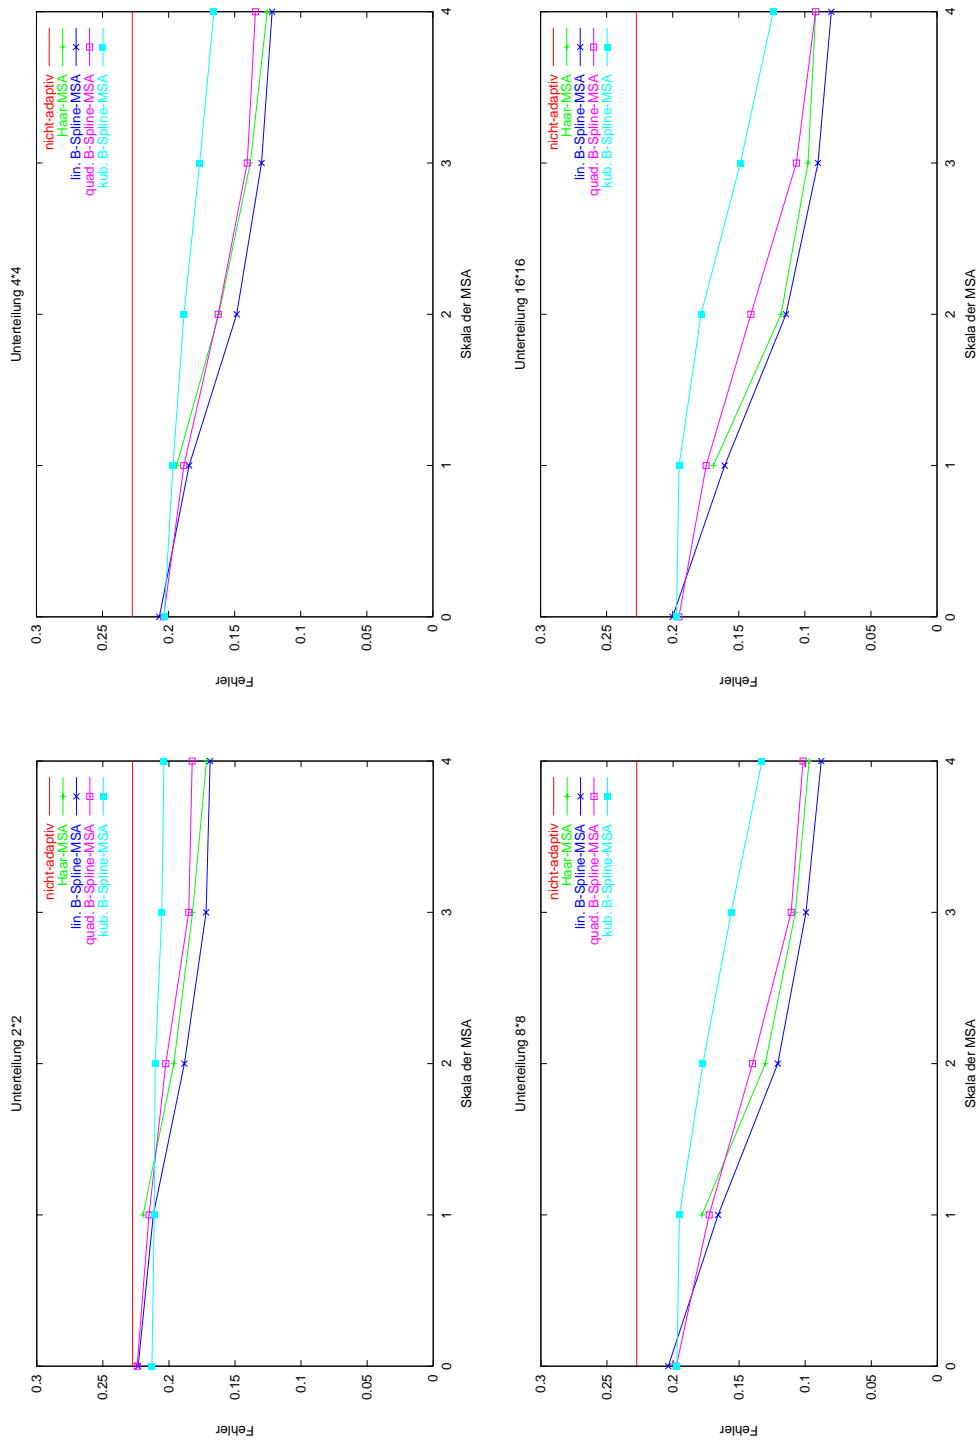 Unterteilung 2*2
nicht-adaptiv
Haar-MSA
lin. B-Spline-MSA
quad. B-Spline-MSA
kub. B-Spline-MSA
0.3
0.25
0.2
0.15
0.1
0.05
0
Fehler
0 1 2 3 4
Skala der MSA
Unterteilung 4*4
nicht-adaptiv
Haar-MSA
lin. B-Spline-MSA
quad. B-Spline-MSA
kub. B-Spline-MSA
0.3
0.25
0.2
0.15
0.1
0.05
0
Fehler
0 1 2 3 4
Skala der MSA
Unterteilung 8*8
nicht-adaptiv
Haar-MSA
lin. B-Spline-MSA
quad. B-Spline-MSA
kub. B-Spline-MSA
0.3
0.25
0.2
0.15
0.1
0.05
0
Fehler
0 1 2 3 4
Skala der MSA
Unterteilung 16*16
nicht-adaptiv
Haar-MSA
lin. B-Spline-MSA
quad. B-Spline-MSA
kub. B-Spline-MSA
0.3
0.25
0.2
0.15
0.1
0.05
0
Fehler
0 1 2 3 4
Skala der MSA